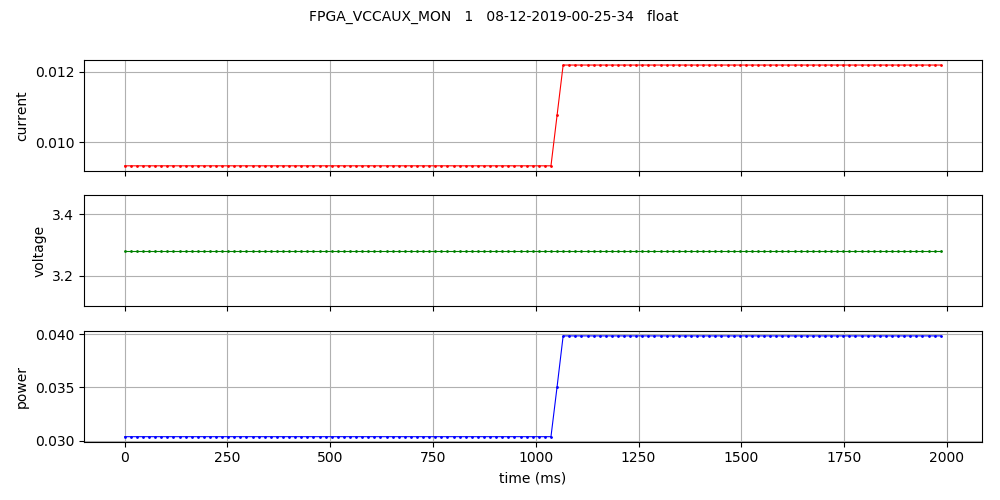 FPGA_VCCAUX_MON   1   08-12-2019-00-25-34   float
0.012
0.010
current
3.4
3.2
voltage
0.040
0.035
0.030
power
0 250 500 750 1000 1250 1500 1750 2000
time (ms)